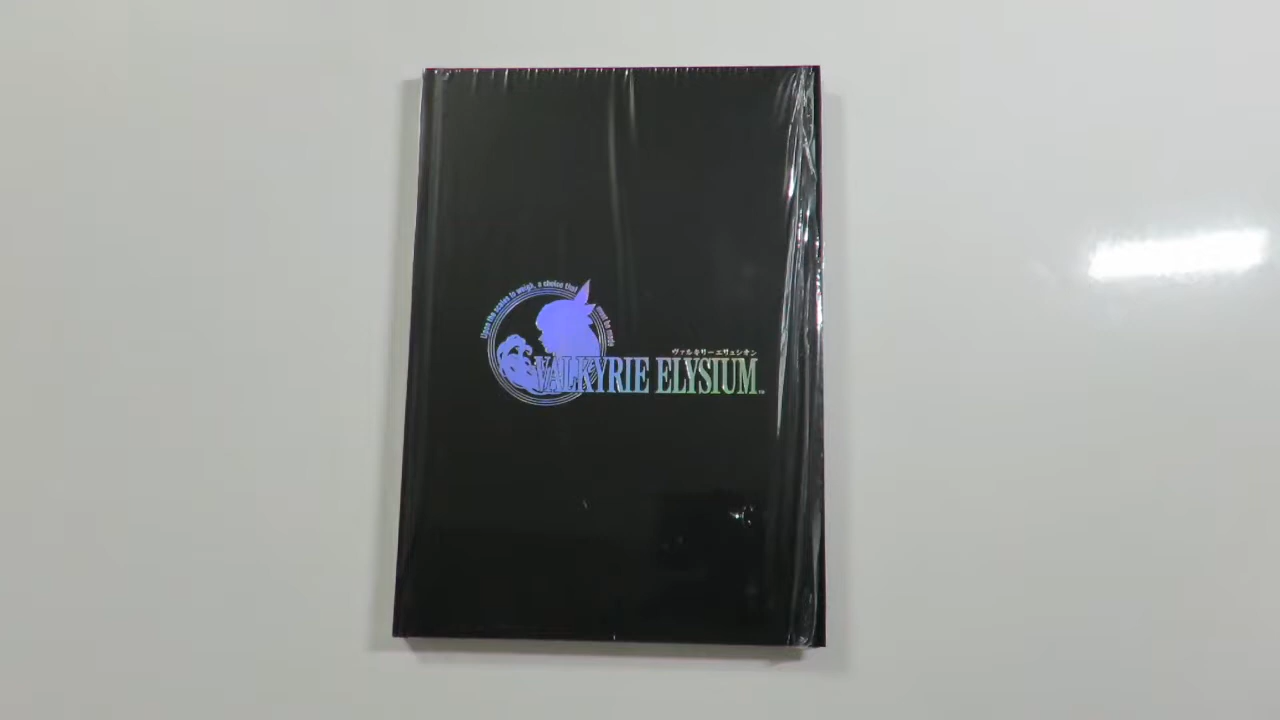 Upon the scales to weigh, a choice that must be made
ヴァルキリーエリュシオン
VALKYRIE ELYSIUM™